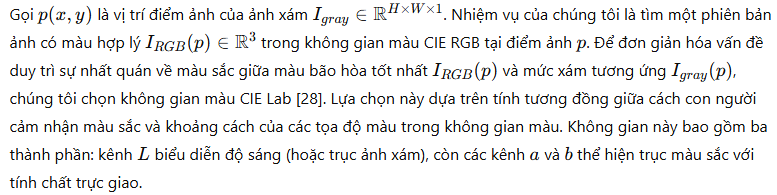 Gọi p(x, y) là vị trí điểm ảnh của ảnh xám I_{gray} ∈ ℝ^{H×W×1}. Nhiệm vụ của chúng tôi là tìm một phiên bản
ảnh có màu hợp lý I_{RGB}(p) ∈ ℝ^3 trong không gian màu CIE RGB tại điểm ảnh p. Để đơn giản hóa vấn đề
duy trì sự nhất quán về màu sắc giữa màu bão hòa tốt nhất I_{RGB}(p) và mức xám tương ứng I_{gray}(p),
chúng tôi chọn không gian màu CIE Lab [28]. Lựa chọn này dựa trên tính tương đồng giữa cách con người
cảm nhận màu sắc và khoảng cách của các tọa độ màu trong không gian màu. Không gian này bao gồm ba
thành phần: kênh L biểu diễn độ sáng (hoặc trục ảnh xám), còn các kênh a và b thể hiện trục màu sắc với
tính chất trực giao.